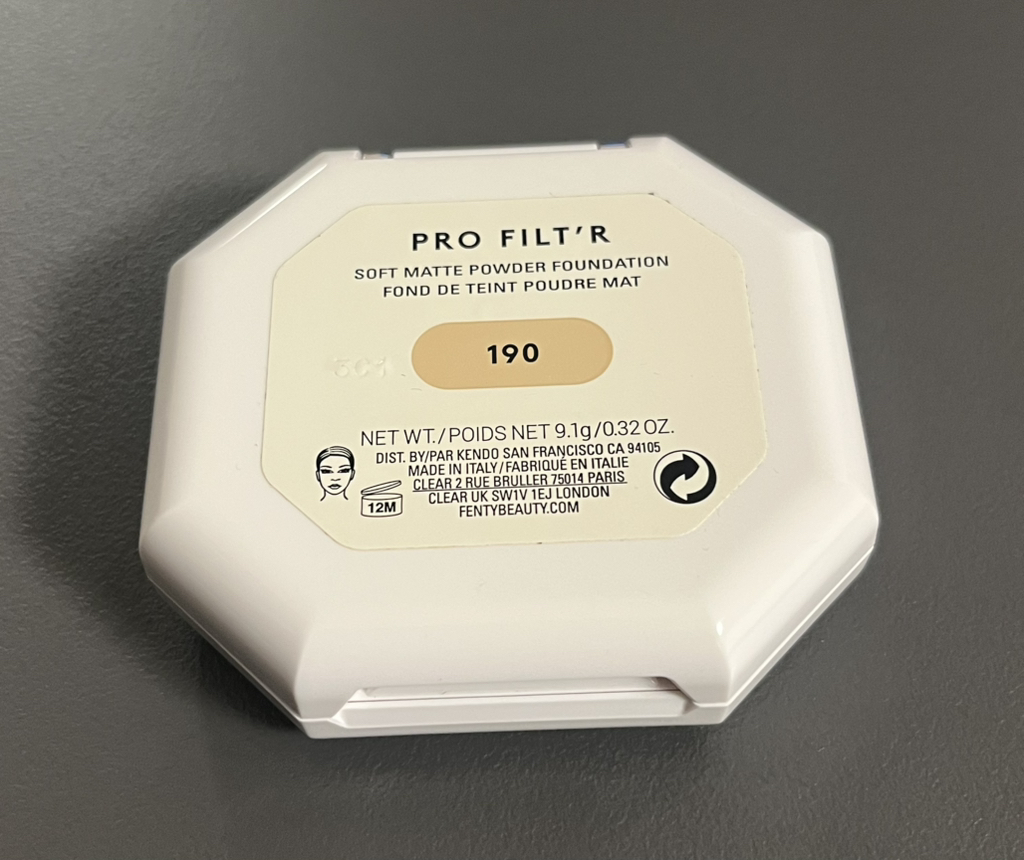 PRO FILT'R
SOFT MATTE POWDER FOUNDATION
FOND DE TEINT POUDRE MAT
190
NET WT./POIDS NET 9.1g/0.32 OZ.
DIST. BY/PAR KENDO SAN FRANCISCO CA 94105
MADE IN ITALY/FABRIQUÉ EN ITALIE
CLEAR 2 RUE BRULLER 75014 PARIS
12M
CLEAR UK SW1V 1EJ LONDON
FENTYBEAUTY.COM